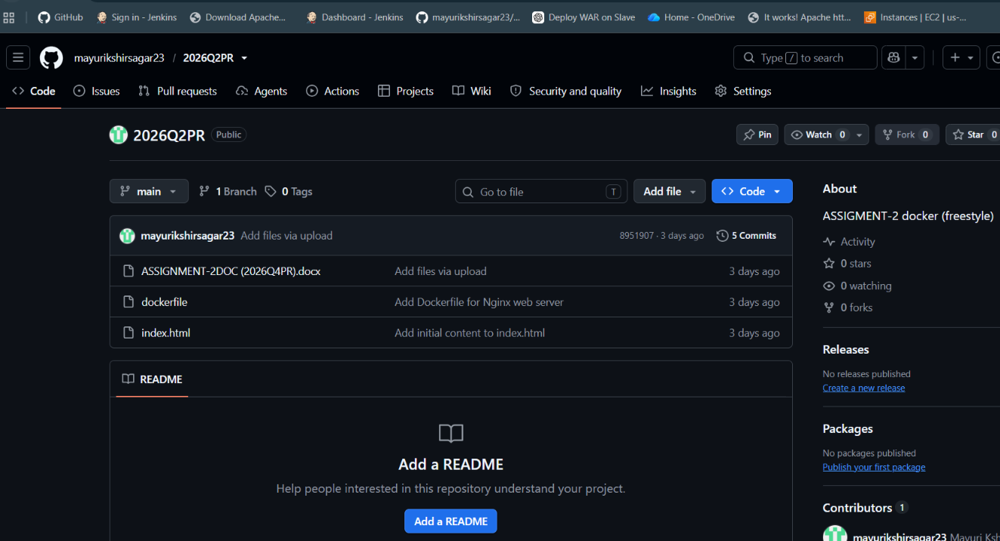 GitHub Sign in - Jenkins Download Apache... Dashboard - Jenkins mayurikshirsagar23/... Deploy WAR on Slave Home - OneDrive It works! Apache htt... Instances | EC2 | us-...
mayurikshirsagar23 / 2026Q2PR Type / to search
Code Issues Pull requests Agents Actions Projects Wiki Security and quality Insights Settings
2026Q2PR Public Pin Watch 0 Fork 0 Star 0
main 1 Branch 0 Tags Go to file T Add file Code
mayurikshirsagar23 Add files via upload 8951907 · 3 days ago 5 Commits
ASSIGNMENT-2DOC (2026Q4PR).docx Add files via upload 3 days ago
dockerfile Add Dockerfile for Nginx web server 3 days ago
index.html Add initial content to index.html 3 days ago
README
Add a README
Help people interested in this repository understand your project.
Add a README
About
ASSIGMENT-2 docker (freestyle)
Activity
0 stars
0 watching
0 forks
Releases
No releases published
Create a new release
Packages
No packages published
Publish your first package
Contributors 1
mayurikshirsagar23 Mayuri Ksh